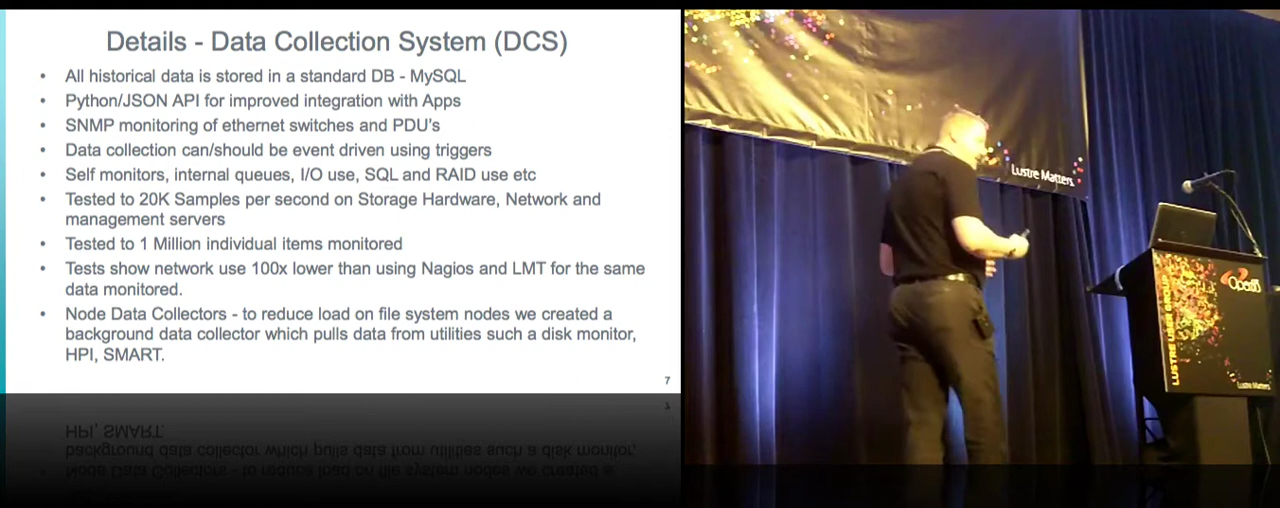 Details - Data Collection System (DCS)
• All historical data is stored in a standard DB - MySQL
• Python/JSON API for improved integration with Apps
• SNMP monitoring of ethernet switches and PDU's
• Data collection can/should be event driven using triggers
• Self monitors, internal queues, I/O use, SQL and RAID use etc
• Tested to 20K Samples per second on Storage Hardware, Network and
management servers
• Tested to 1 Million individual items monitored
• Tests show network use 100x lower than using Nagios and LMT for the same
data monitored.
• Node Data Collectors - to reduce load on file system nodes we created a
background data collector which pulls data from utilities such a disk monitor,
HPI, SMART.
7
Lustre Matters.
LUSTRE USER GROUP
Lustre Matters